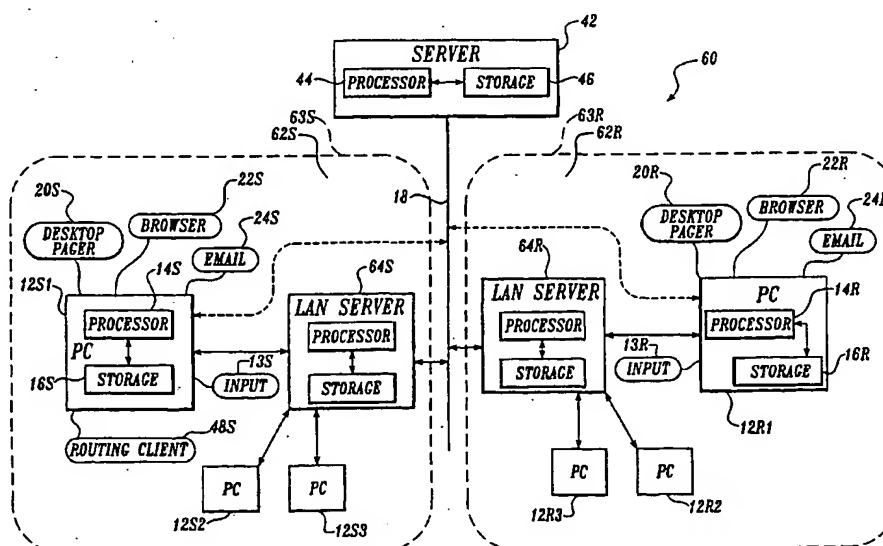 SERVER
42
44
PROCESSOR
STORAGE
46
60
63S
62S
63R
62R
20S
22S
24S
DESKTOP
PAGER
BROWSER
EMAIL
18
20R
22R
DESKTOP
PAGER
BROWSER
EMAIL
12S1
14S
PROCESSOR
PC
16S
STORAGE
64S
LAN SERVER
PROCESSOR
STORAGE
13S
INPUT
ROUTING CLIENT
48S
64R
LAN SERVER
PROCESSOR
STORAGE
13R
INPUT
PC
PROCESSOR
14R
STORAGE
16R
12R1
PC
12S2
PC
12S3
PC
12R3
PC
12R2